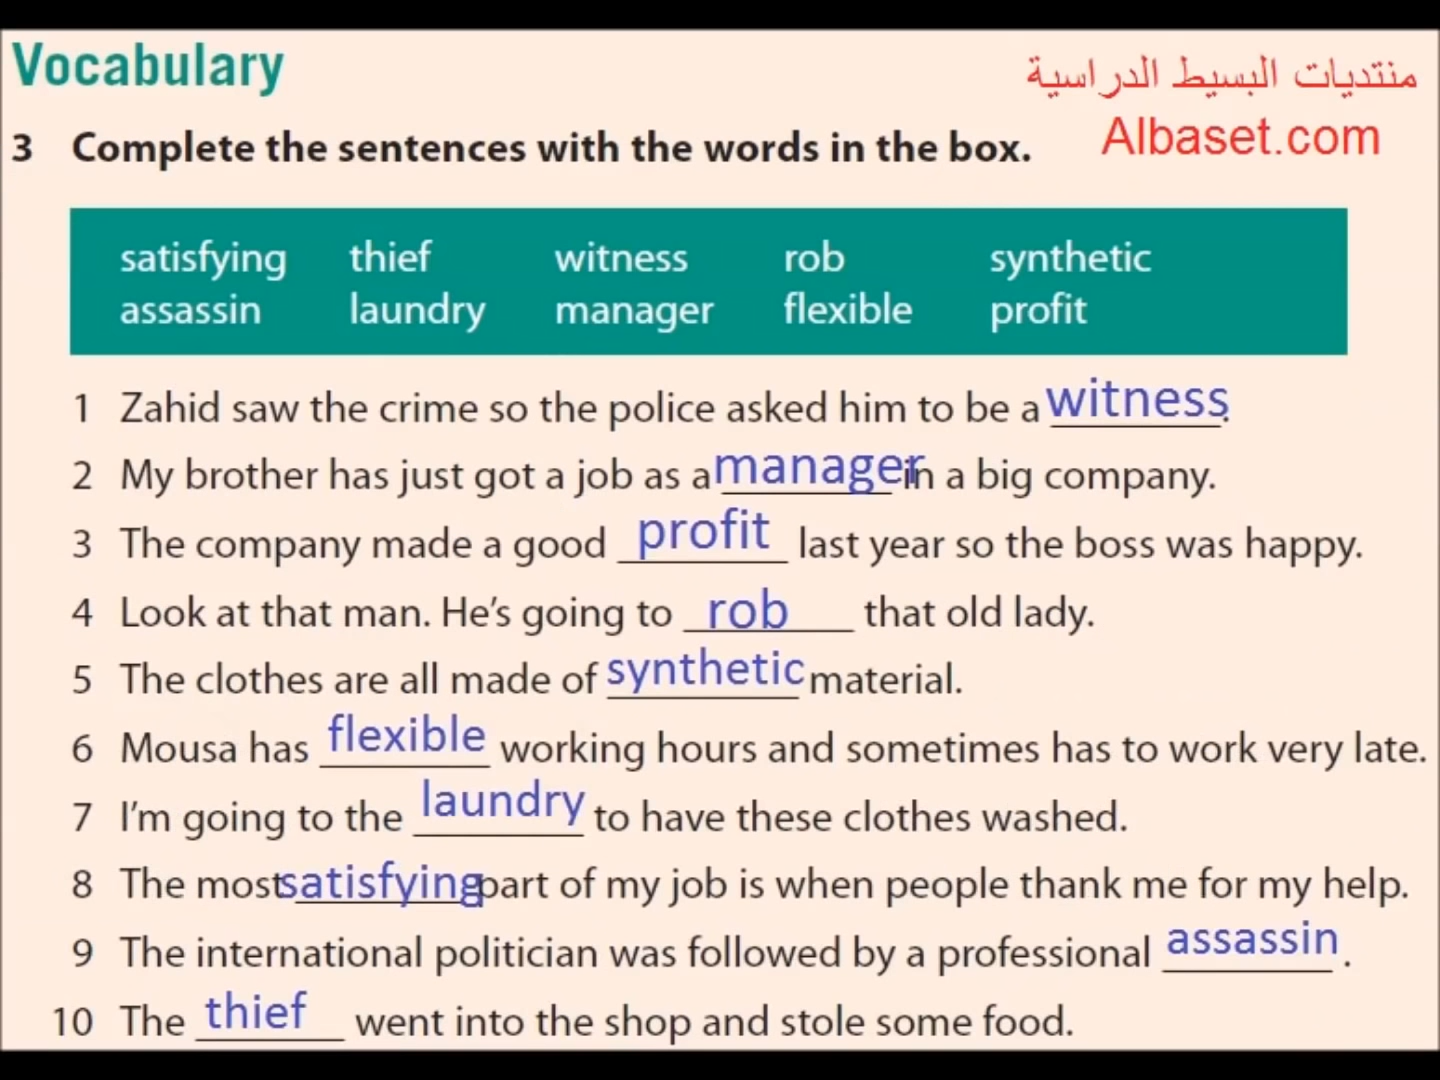 Vocabulary
منتديات البسيط الدراسية
Albaset.com
3 Complete the sentences with the words in the box.
satisfying thief witness rob synthetic
assassin laundry manager flexible profit
1 Zahid saw the crime so the police asked him to be a witness.
2 My brother has just got a job as a manager in a big company.
3 The company made a good profit last year so the boss was happy.
4 Look at that man. He's going to rob that old lady.
5 The clothes are all made of synthetic material.
6 Mousa has flexible working hours and sometimes has to work very late.
7 I'm going to the laundry to have these clothes washed.
8 The most satisfying part of my job is when people thank me for my help.
9 The international politician was followed by a professional assassin .
10 The thief went into the shop and stole some food.